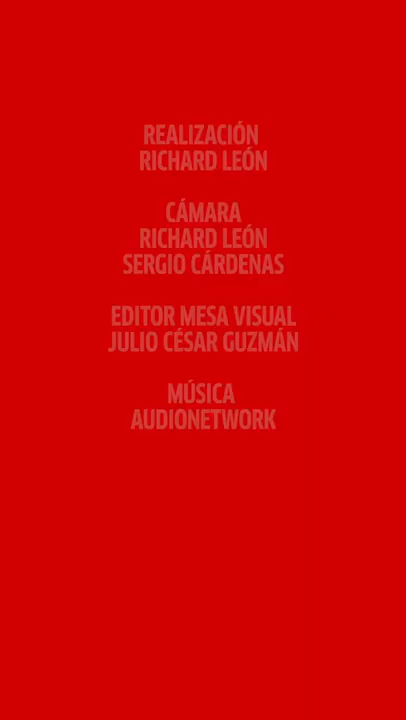 REALIZACIÓN
RICHARD LEÓN
CÁMARA
RICHARD LEÓN
SERGIO CÁRDENAS
EDITOR MESA VISUAL
JULIO CÉSAR GUZMÁN
MÚSICA
AUDIONETWORK